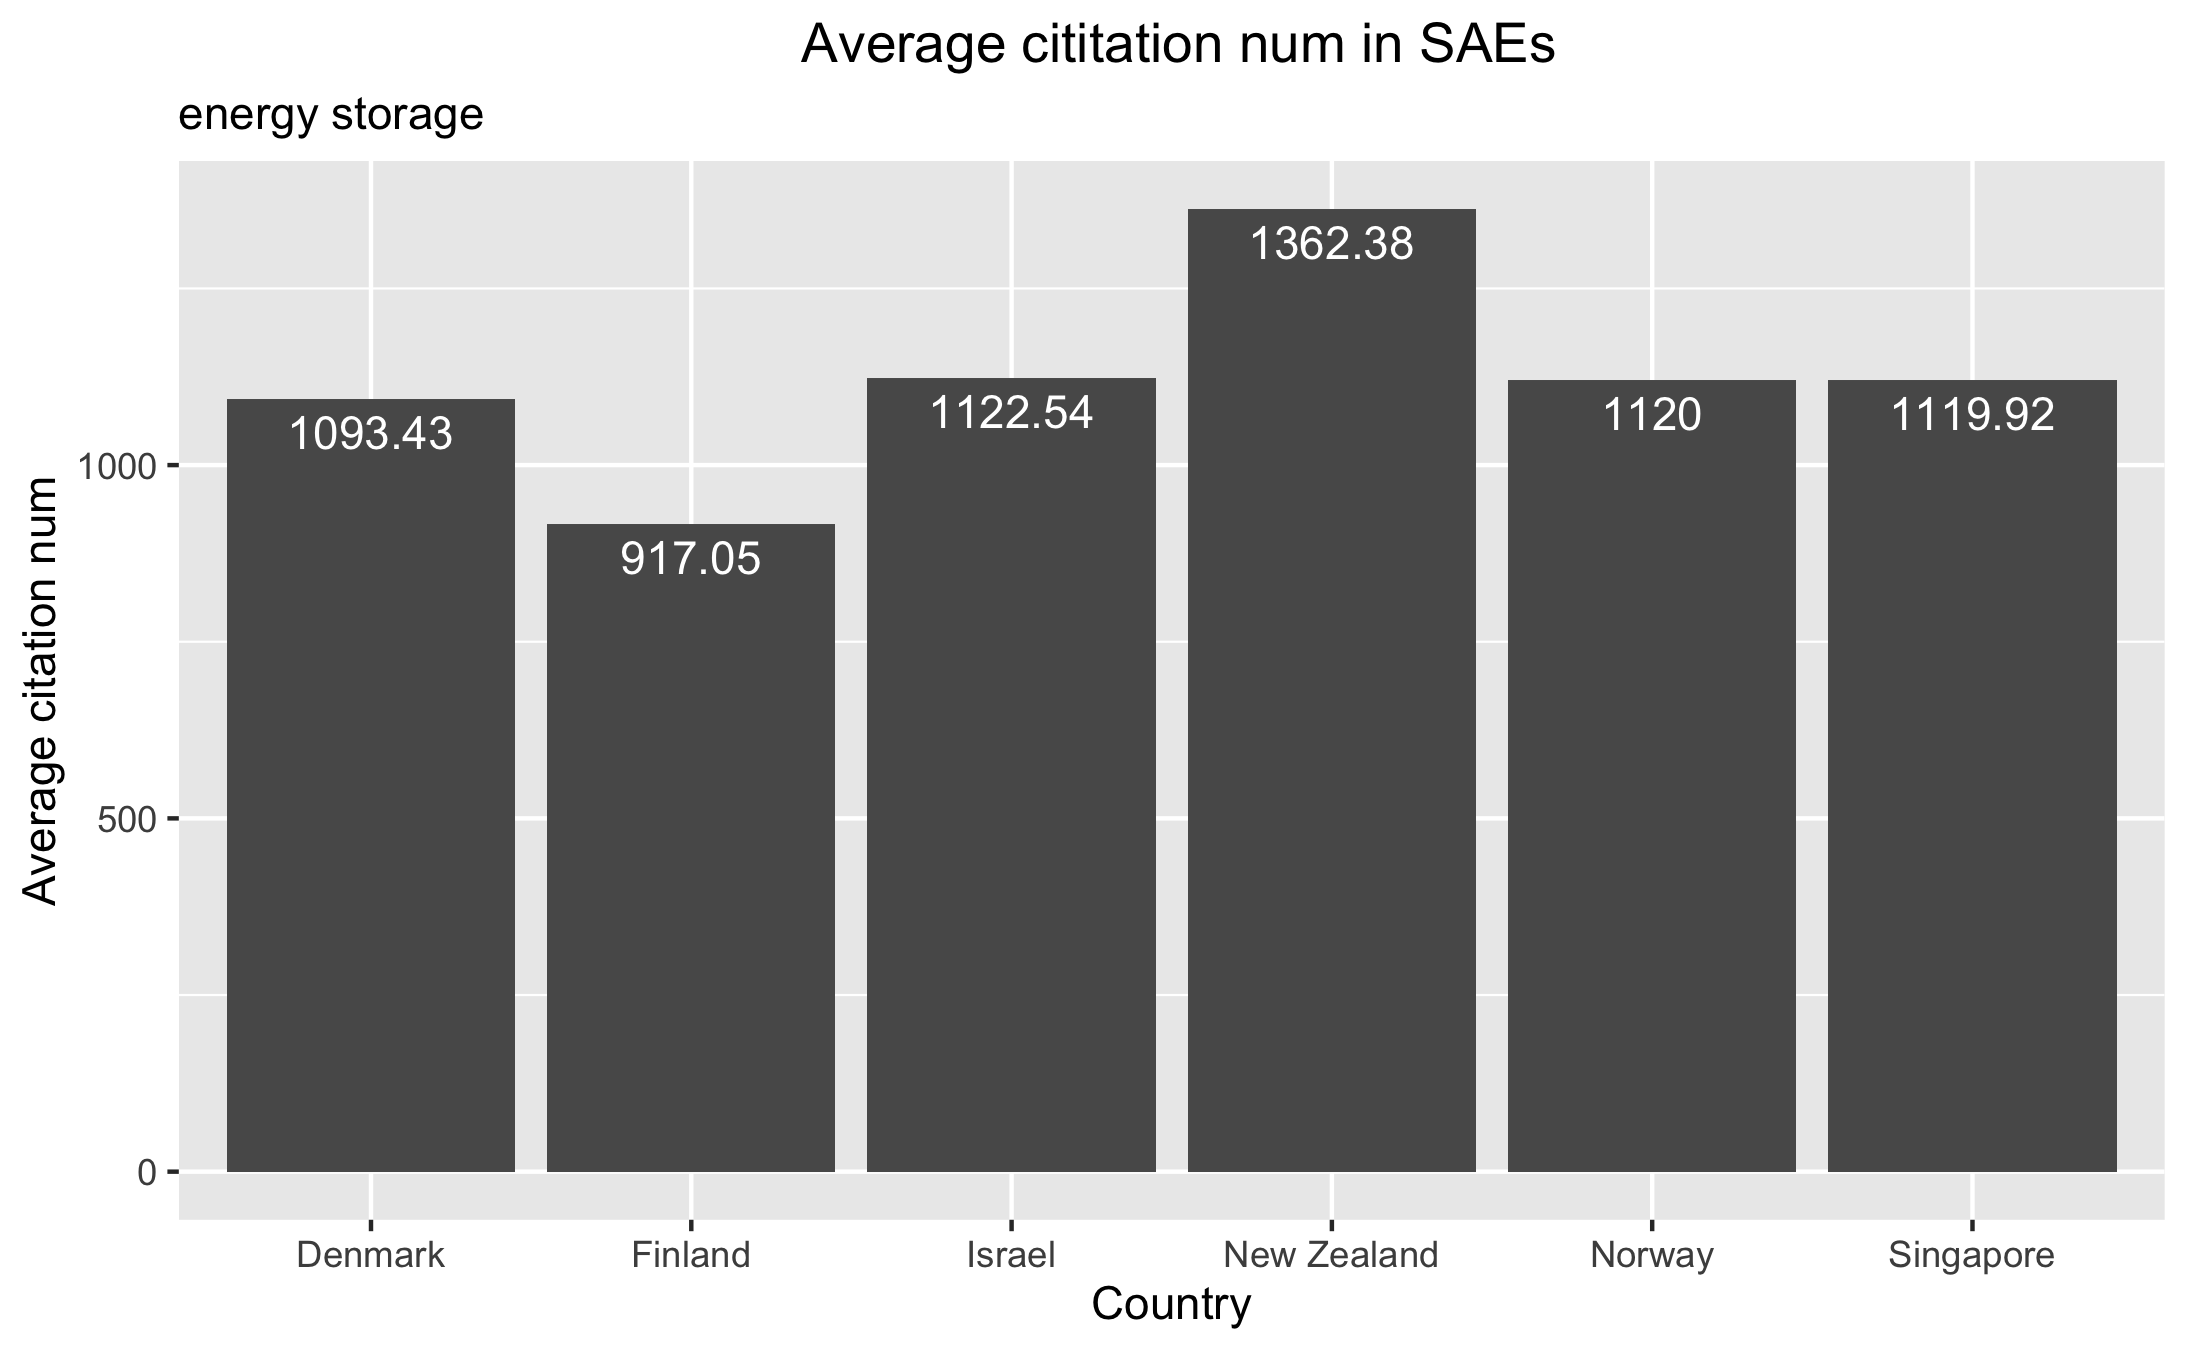 Average cititation num in SAEs
energy storage
Average citation num
1000
500
0
1093.43
917.05
1122.54
1362.38
1120
1119.92
Denmark
Finland
Israel
New Zealand
Norway
Singapore
Country